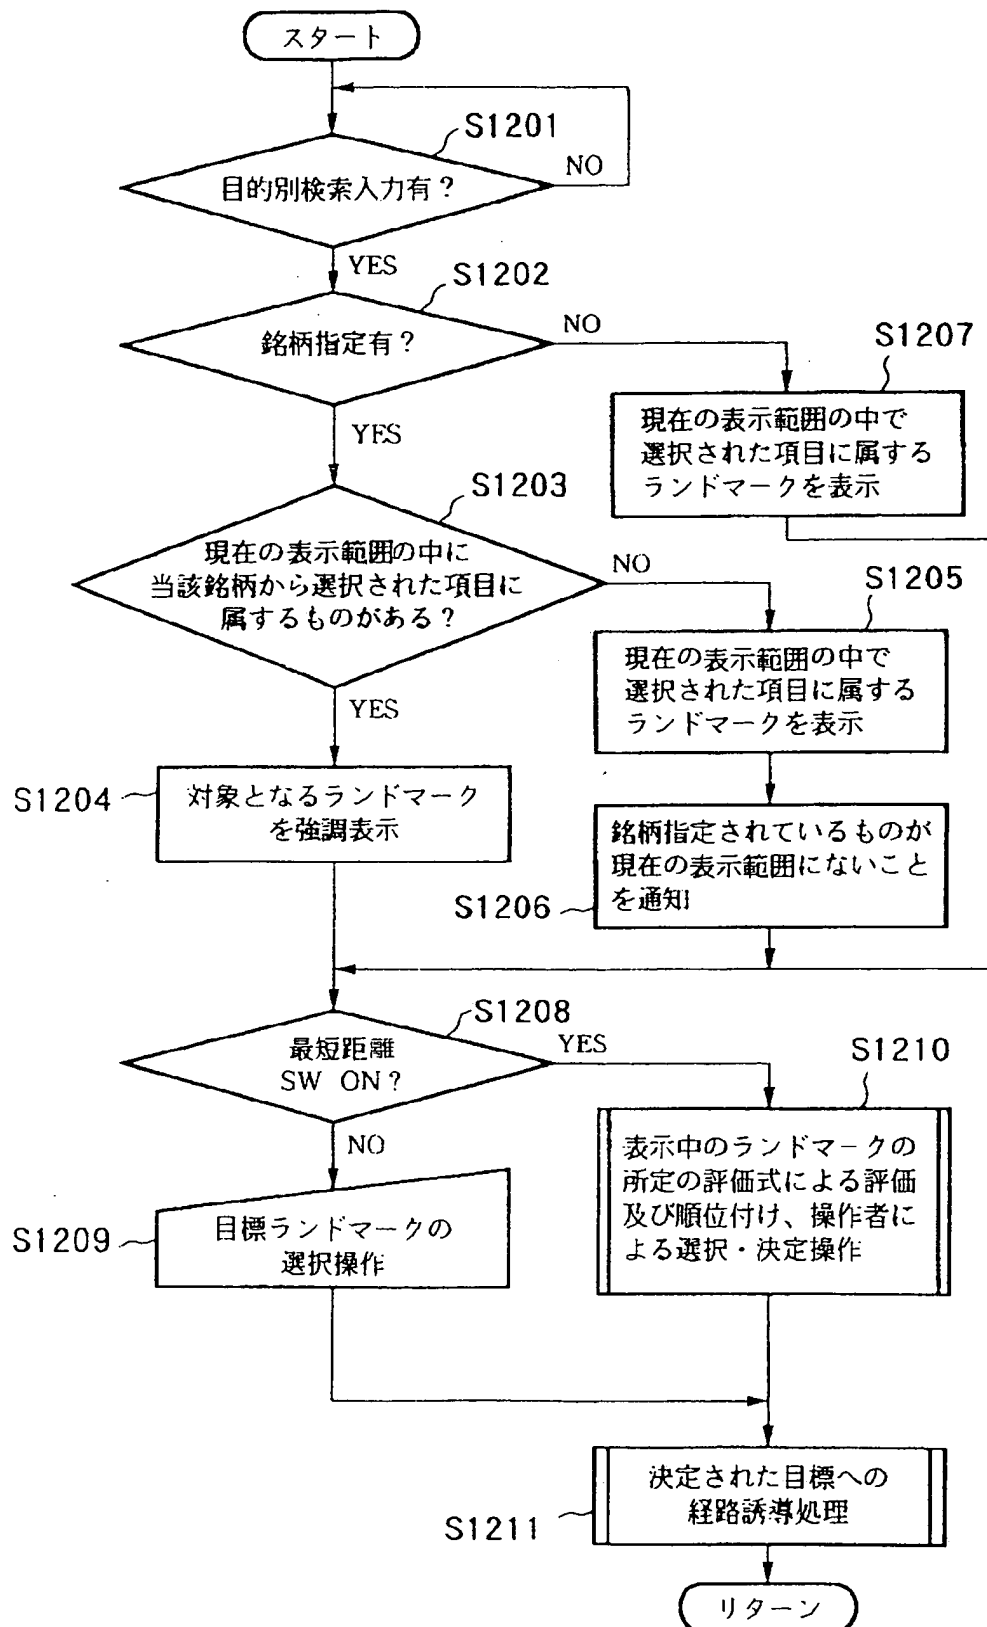 スタート
S1201
目的別検索入力有?
NO
YES
S1202
銘柄指定有?
NO
S1207
現在の表示範囲の中で
選択された項目に属する
ランドマークを表示
YES
S1203
現在の表示範囲の中に
当該銘柄から選択された項目に
属するものがある?
NO
S1205
現在の表示範囲の中で
選択された項目に属する
ランドマークを表示
YES
S1204
対象となるランドマーク
を強調表示
銘柄指定されているものが
現在の表示範囲にないこと
を通知
S1206
S1208
最短距離
SW ON?
YES
S1210
表示中のランドマークの
所定の評価式による評価
及び順位付け、操作者に
よる選択・決定操作
NO
S1209
目標ランドマークの
選択操作
決定された目標への
経路誘導処理
S1211
リターン